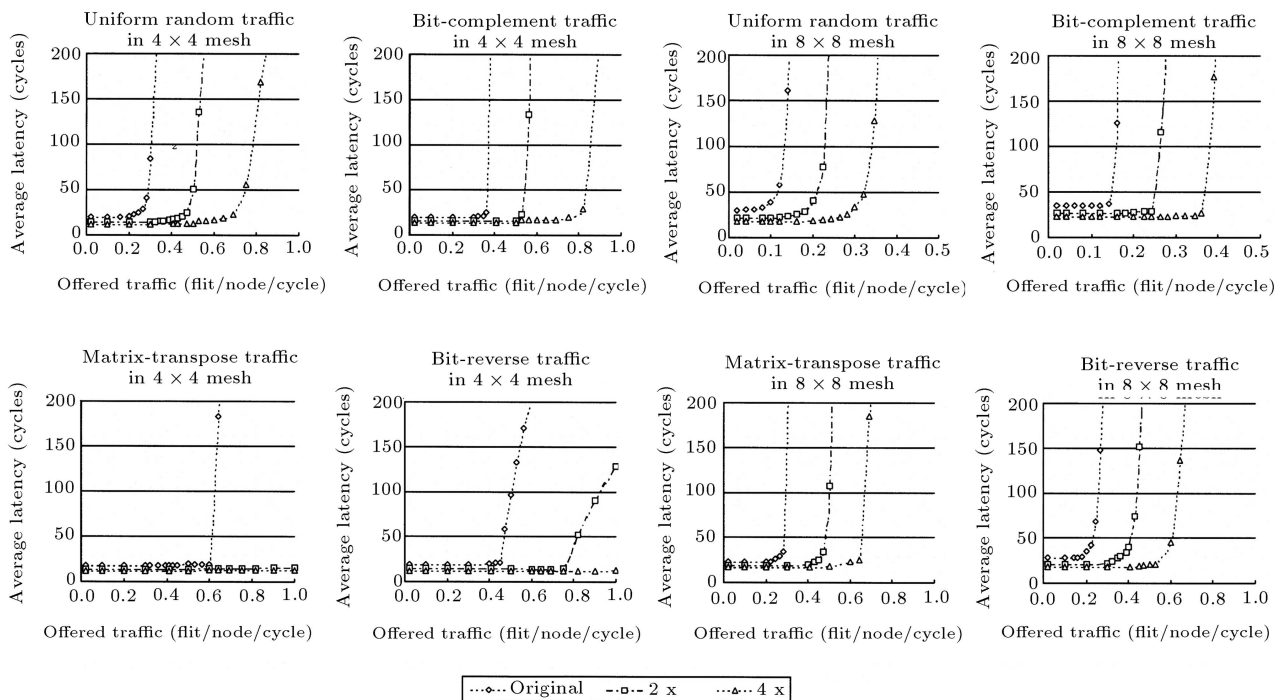 Uniform random traffic
in 4 × 4 mesh
Average latency (cycles)
200
150
100
50
0
0.0 0.2 0.4 0.6 0.8 1.0
Offered traffic (flit/node/cycle)
Bit-complement traffic
in 4 × 4 mesh
Average latency (cycles)
200
150
100
50
0
0.0 0.2 0.4 0.6 0.8 1.0
Offered traffic (flit/node/cycle)
Uniform random traffic
in 8 × 8 mesh
Average latency (cycles)
200
150
100
50
0
0.0 0.1 0.2 0.3 0.4 0.5
Offered traffic (flit/node/cycle)
Bit-complement traffic
in 8 × 8 mesh
Average latency (cycles)
200
150
100
50
0
0.0 0.1 0.2 0.3 0.4 0.5
Offered traffic (flit/node/cycle)
Matrix-transpose traffic
in 4 × 4 mesh
Average latency (cycles)
200
150
100
50
0
0.0 0.2 0.4 0.6 0.8 1.0
Offered traffic (flit/node/cycle)
Bit-reverse traffic
in 4 × 4 mesh
Average latency (cycles)
200
150
100
50
0
0.0 0.2 0.4 0.6 0.8 1.0
Offered traffic (flit/node/cycle)
Matrix-transpose traffic
in 8 × 8 mesh
Average latency (cycles)
200
150
100
50
0
0.0 0.2 0.4 0.6 0.8 1.0
Offered traffic (flit/node/cycle)
Bit-reverse traffic
in 8 × 8 mesh
Average latency (cycles)
200
150
100
50
0
0.0 0.2 0.4 0.6 0.8 1.0
Offered traffic (flit/node/cycle)
Original 2 x 4 x